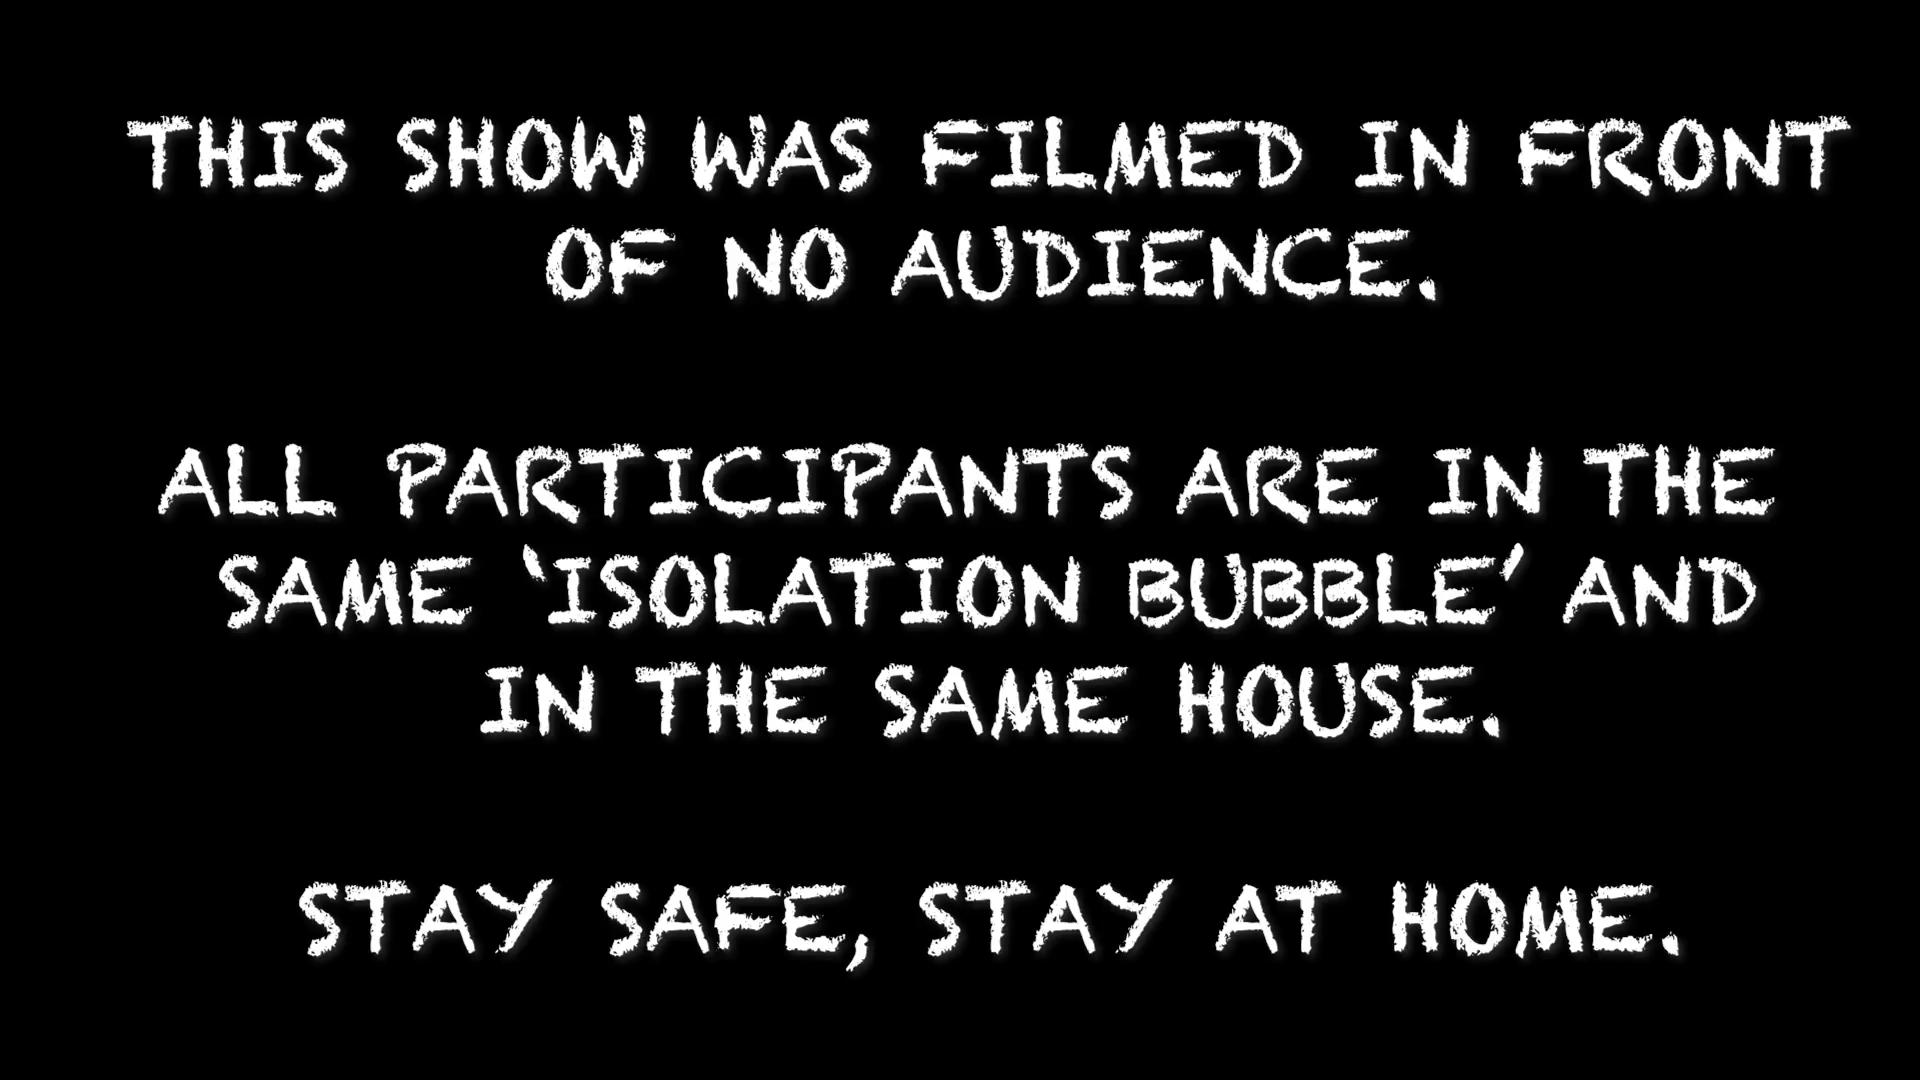 THIS SHOW WAS FILMED IN FRONT
OF NO AUDIENCE.
ALL PARTICIPANTS ARE IN THE
SAME ‘ISOLATION BUBBLE’ AND
IN THE SAME HOUSE.
STAY SAFE, STAY AT HOME.